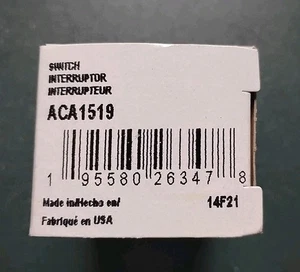 SWITCH
INTERRUPTOR
INTERRUPTEUR
ACA1519
1 95580 26347 8
Made in/Hecho en/ 14F21
Fabriqué en USA